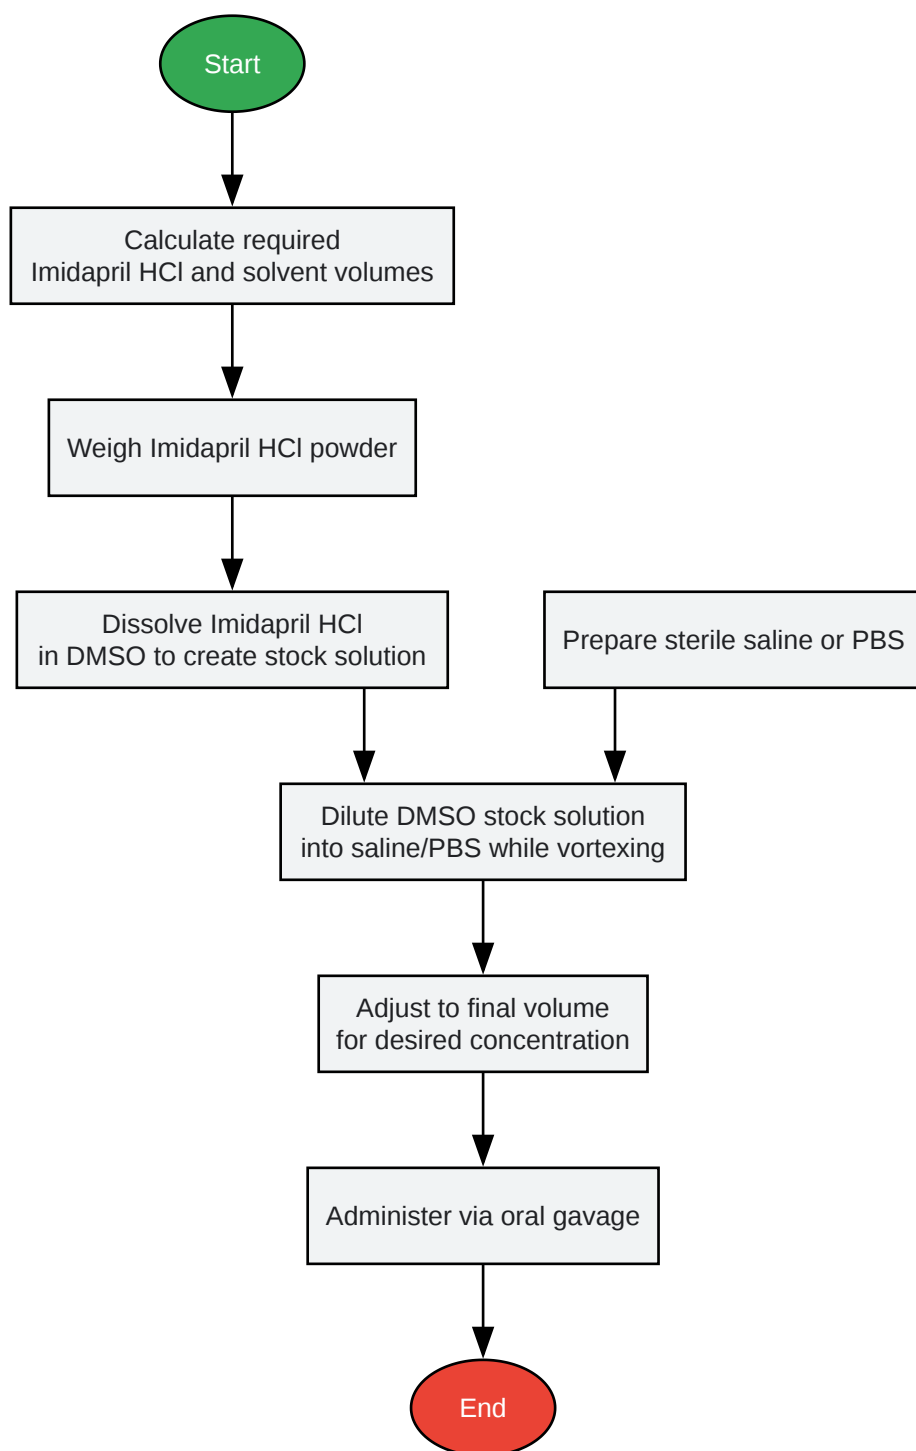 Start
Calculate required
Imidapril HCl and solvent volumes
Weigh Imidapril HCl powder
Dissolve Imidapril HCl
in DMSO to create stock solution
Prepare sterile saline or PBS
Dilute DMSO stock solution
into saline/PBS while vortexing
Adjust to final volume
for desired concentration
Administer via oral gavage
End